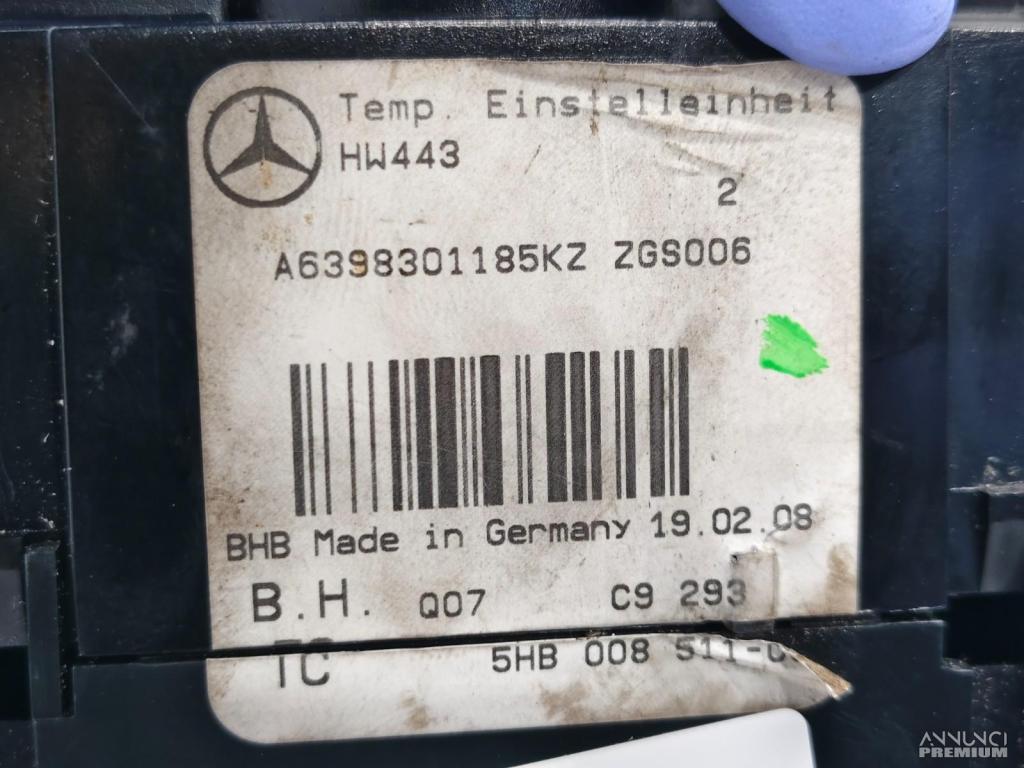 Temp. Einstelleinheit
HW443
2
A6398301185KZ ZGS006
BHB Made in Germany 19.02.08
B.H. Q07 C9 293
TC 5HB 008
ANNUNCI
PREMIUM